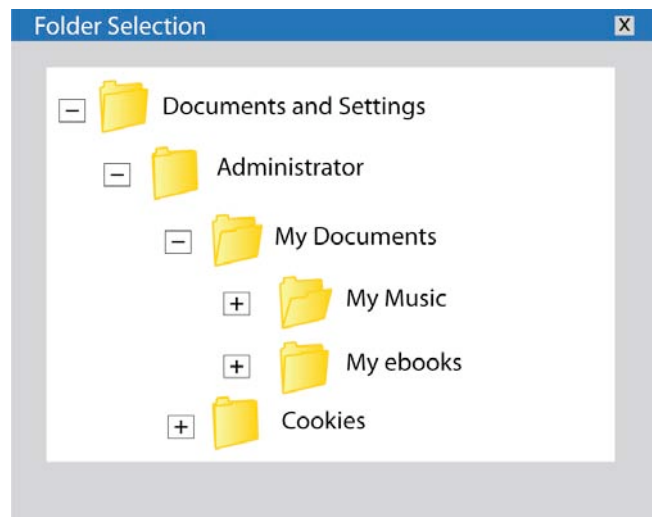 Folder Selection X
Documents and Settings
Administrator
My Documents
My Music
My ebooks
Cookies